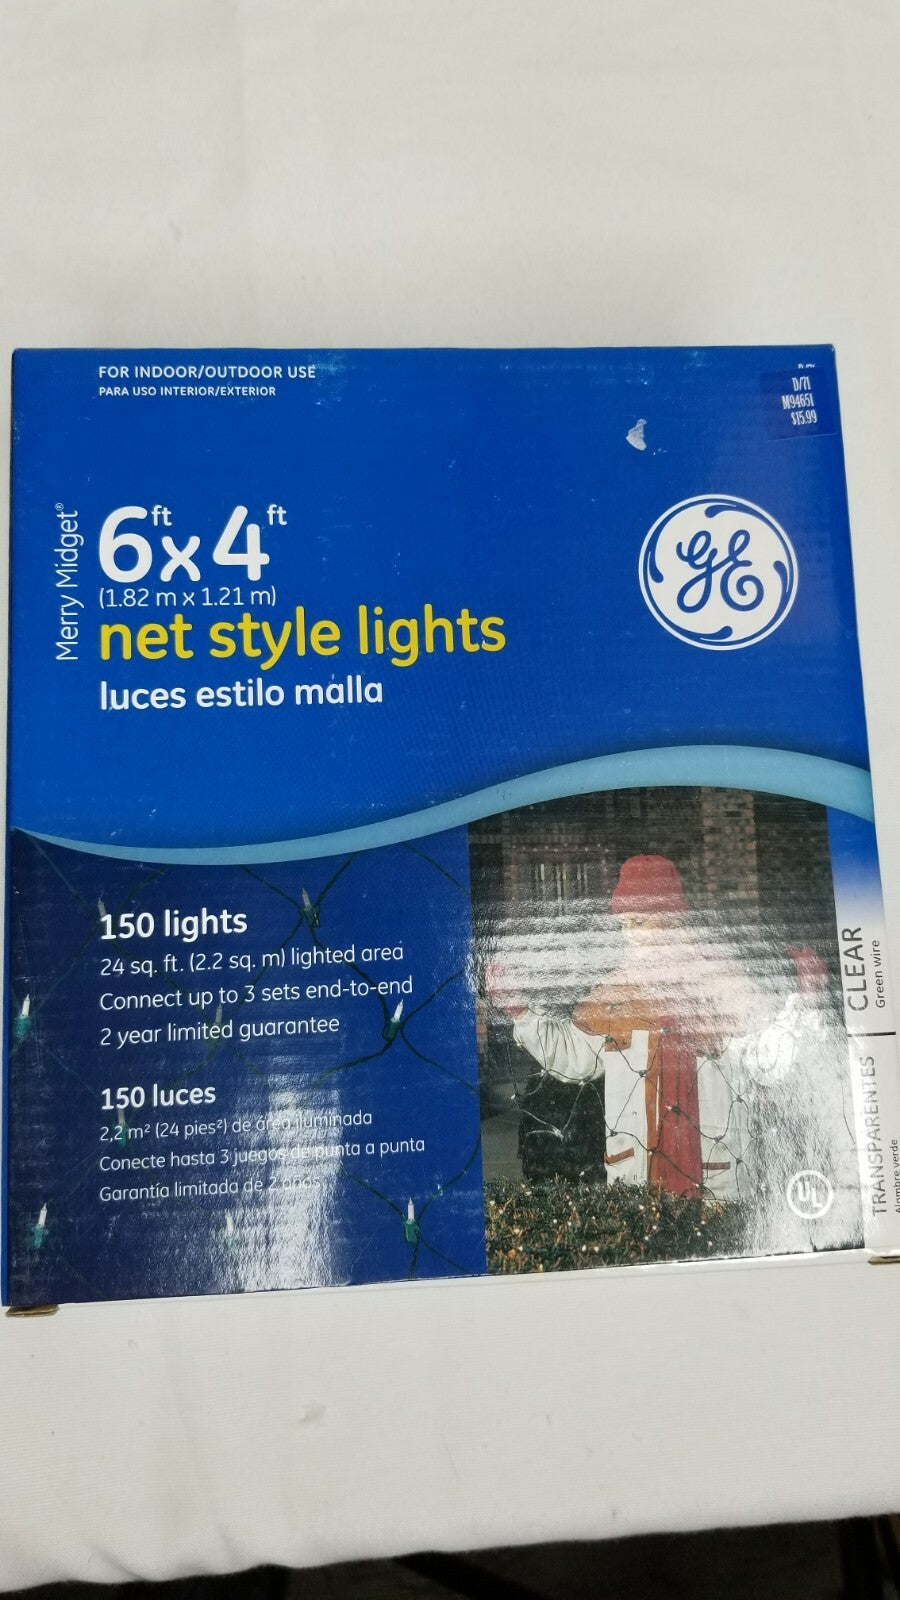 FOR INDOOR/OUTDOOR USE
PARA USO INTERIOR/EXTERIOR
D/71
M94651
$15.99
Merry Midget®
6ft x 4ft
(1.82 m x 1.21 m)
net style lights
luces estilo malla
GE
150 lights
24 sq. ft. (2.2 sq. m) lighted area
Connect up to 3 sets end-to-end
2 year limited guarantee
150 luces
2,2 m² (24 pies²) de área iluminada
Conecte hasta 3 juegos de punta a punta
Garantía limitada de 2 años
CLEAR
Green wire
TRANSPARENTES
Alambre verde
UL